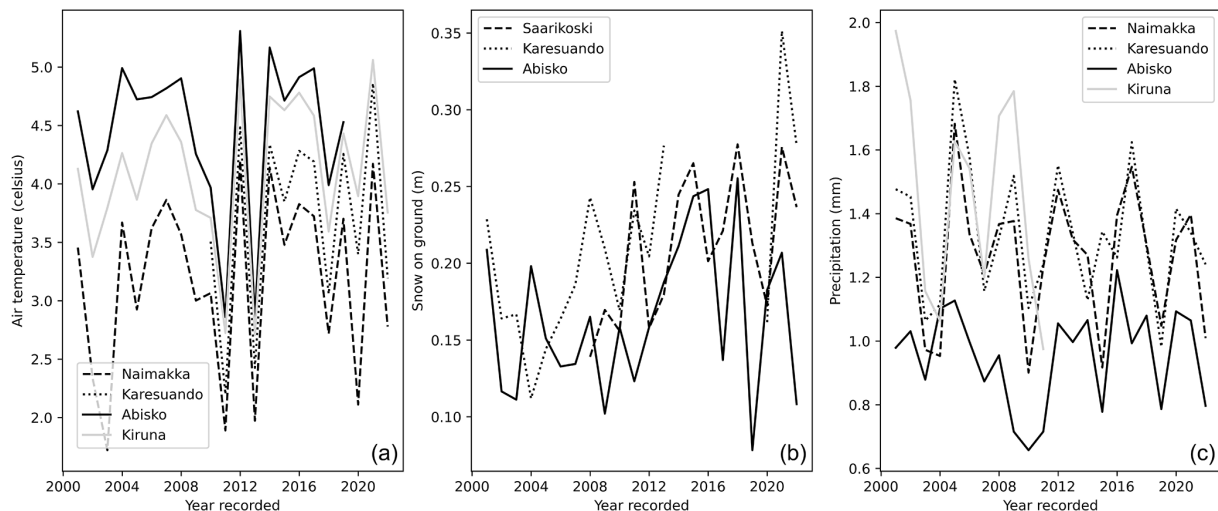 5.0
4.5
4.0
3.5
3.0
2.5
2.0
Air temperature (celsius)
Naimakka
Karesuando
Abisko
Kiruna
(a)
2000 2004 2008 2012 2016 2020
Year recorded
0.35
0.30
0.25
0.20
0.15
0.10
Snow on ground (m)
Saarikoski
Karesuando
Abisko
(b)
2000 2004 2008 2012 2016 2020
Year recorded
2.0
1.8
1.6
1.4
1.2
1.0
0.8
0.6
Precipitation (mm)
Naimakka
Karesuando
Abisko
Kiruna
(c)
2000 2004 2008 2012 2016 2020
Year recorded